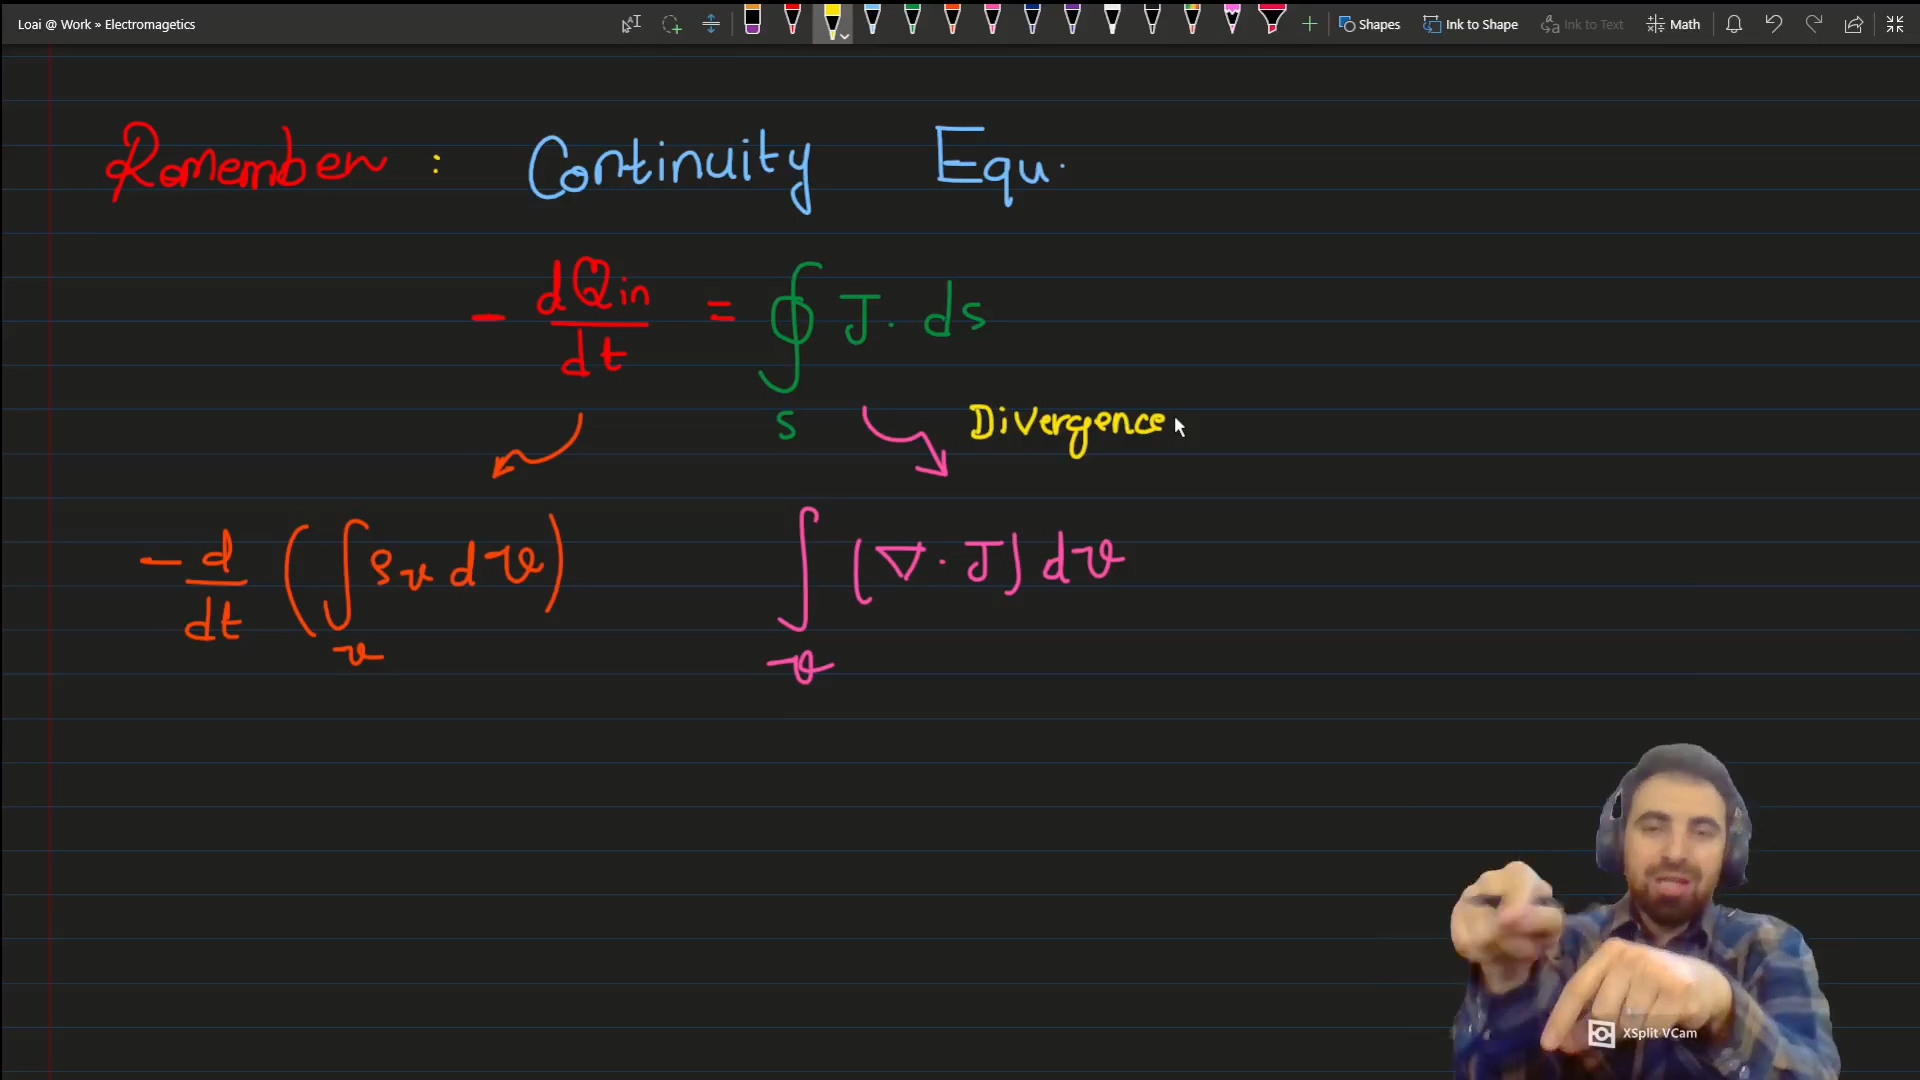 Loai @ Work » Electromagetics
Shapes Ink to Shape Ink to Text Math
Remember : Continuity Equ.
- dQin/dt = ∮s J. ds
Divergence
- d/dt (∫v ρv dv) ∫v (∇ · J) dv
XSplit VCam